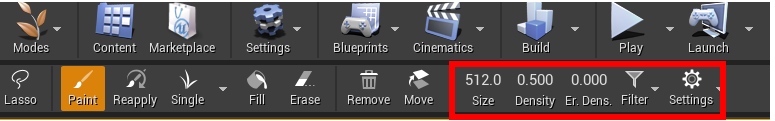 Modes Content Marketplace Settings Blueprints Cinematics Build Play Launch
512.0 0.500 0.000
Lasso Paint Reapply Single Fill Erase Remove Move Size Density Er. Dens. Filter Settings